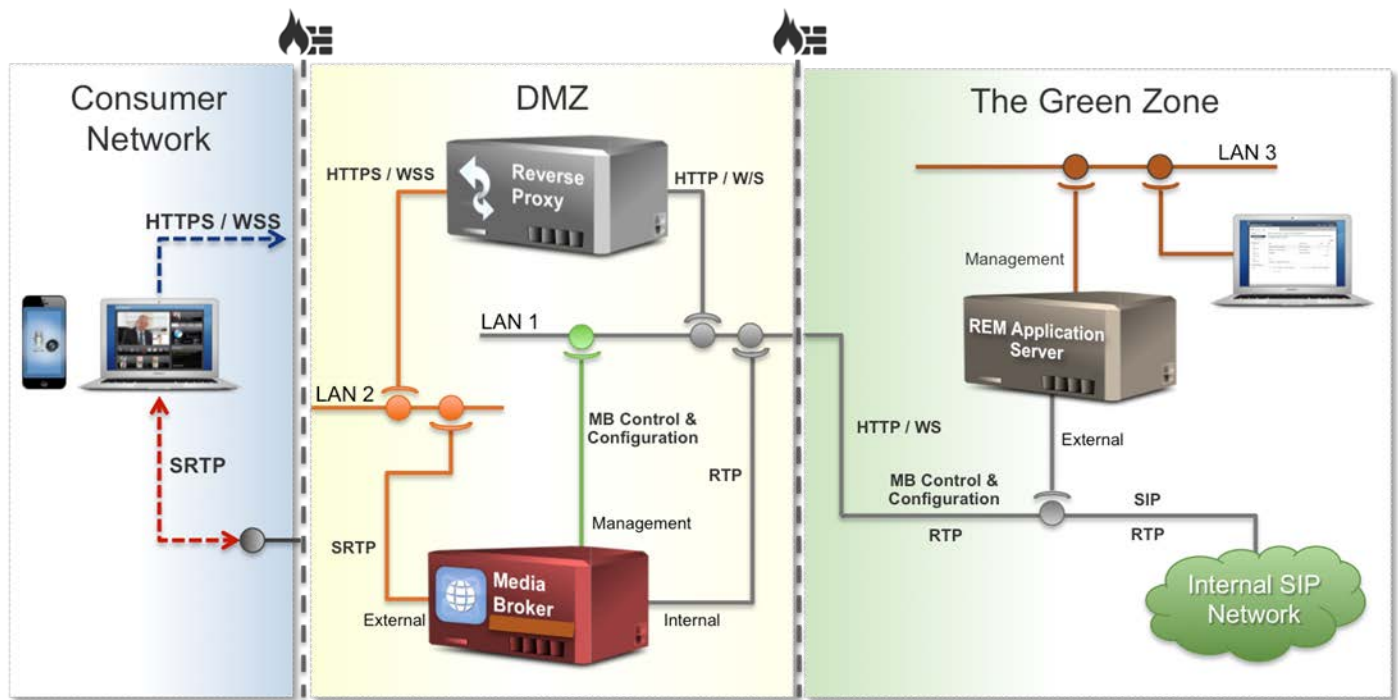 Consumer
Network
HTTPS / WSS
SRTP
DMZ
HTTPS / WSS
Reverse
Proxy
HTTP / W/S
LAN 1
LAN 2
MB Control &
Configuration
RTP
Management
SRTP
Media
Broker
External
Internal
The Green Zone
LAN 3
Management
REM Application
Server
External
HTTP / WS
MB Control &
Configuration
RTP
SIP
RTP
Internal SIP
Network